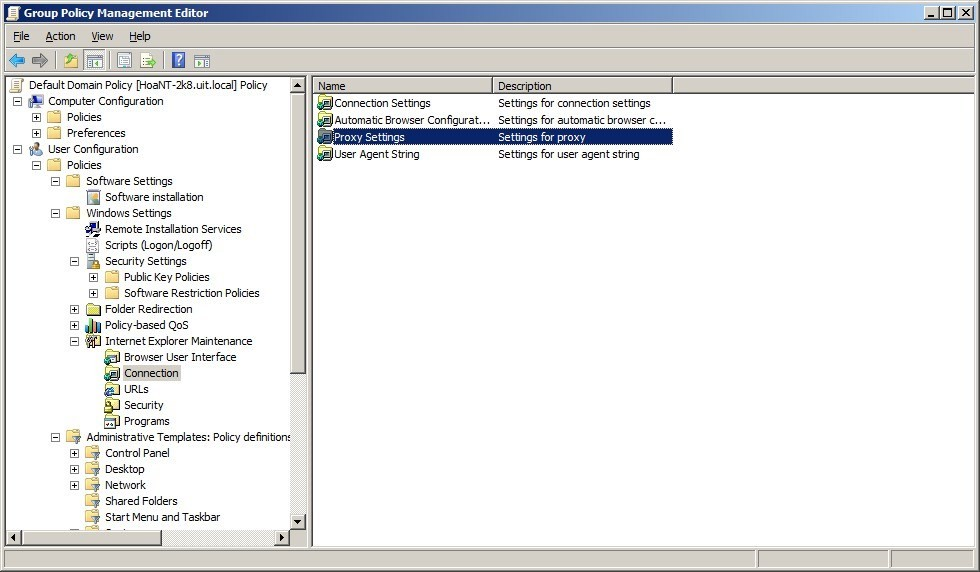 Group Policy Management Editor
File Action View Help
Default Domain Policy [HoaNT-2k8.uit.local] Policy
Computer Configuration
Policies
Preferences
User Configuration
Policies
Software Settings
Software installation
Windows Settings
Remote Installation Services
Scripts (Logon/Logoff)
Security Settings
Public Key Policies
Software Restriction Policies
Folder Redirection
Policy-based QoS
Internet Explorer Maintenance
Browser User Interface
Connection
URLs
Security
Programs
Administrative Templates: Policy definitions
Control Panel
Desktop
Network
Shared Folders
Start Menu and Taskbar
Name Description
Connection Settings Settings for connection settings
Automatic Browser Configurat... Settings for automatic browser c...
Proxy Settings Settings for proxy
User Agent String Settings for user agent string